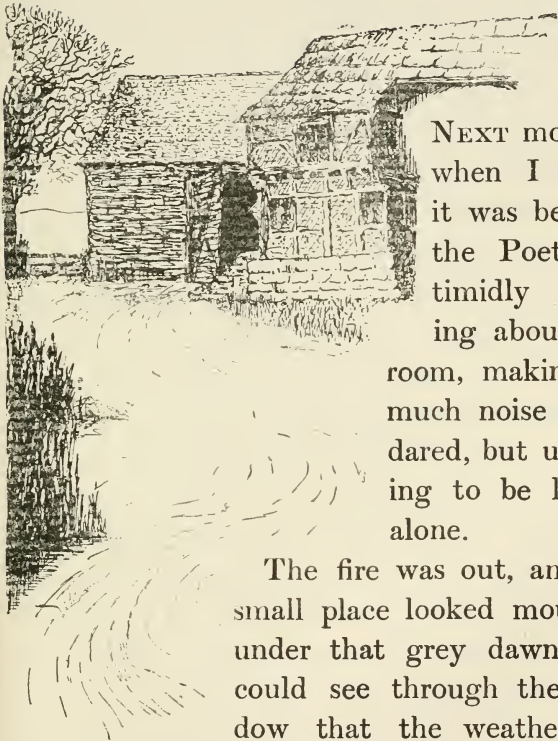 NEXT mo
when I
it was be
the Poet
timidly
ing abou
room, makin
much noise
dared, but u
ing to be l
alone.
The fire was out, an
small place looked mou
under that grey dawn
could see through the
dow that the weathe